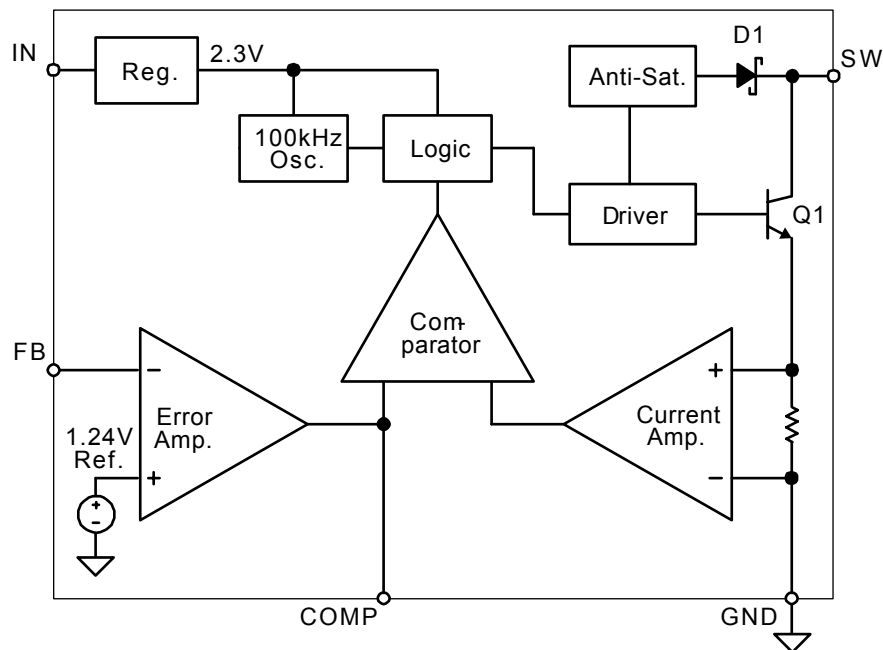 IN
Reg.
2.3V
D1
SW
Anti-Sat.
100kHz
Osc.
Logic
Driver
Q1
Com-
parator
FB
Error
Amp.
1.24V
Ref.
Current
Amp.
COMP
GND